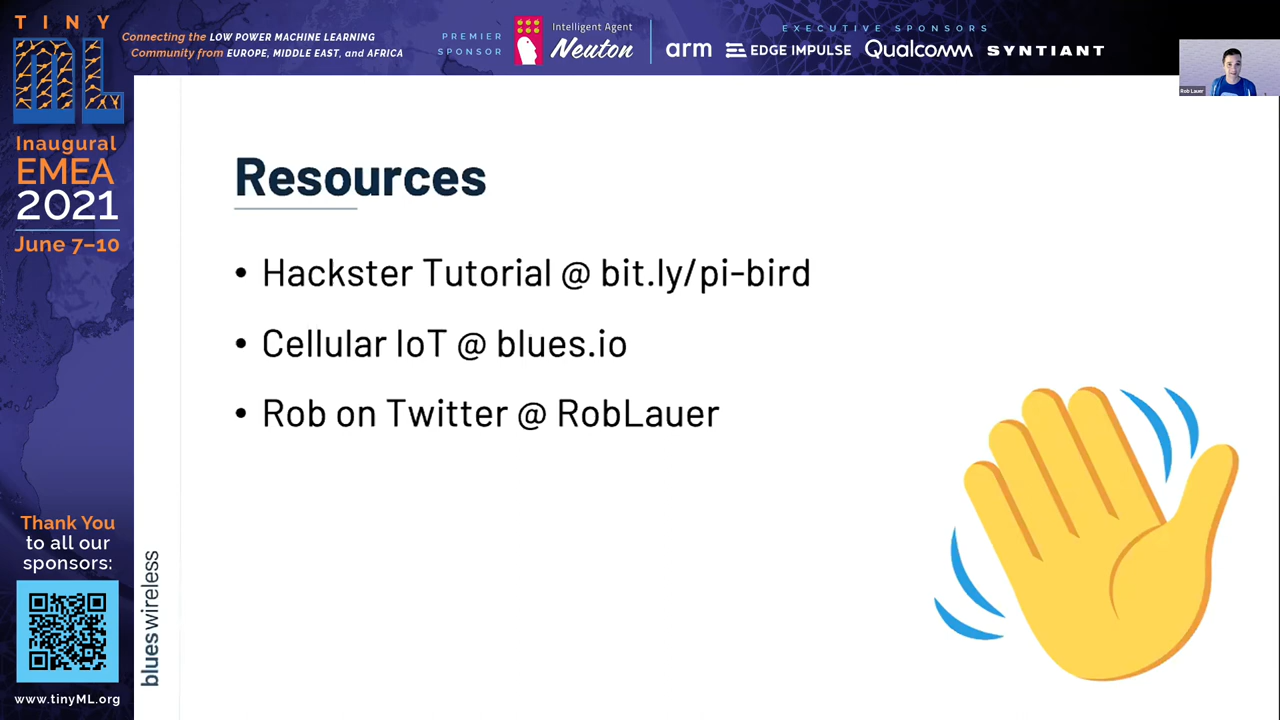 TINY
ML
Connecting the LOW POWER MACHINE LEARNING
Community from EUROPE, MIDDLE EAST, and AFRICA
PREMIER
SPONSOR
Intelligent Agent
Neuton
EXECUTIVE SPONSORS
arm
EDGE IMPULSE
Qualcomm
SYNTIANT
Rob Lauer
Inaugural
EMEA
2021
June 7–10
Resources
• Hackster Tutorial @ bit.ly/pi-bird
• Cellular IoT @ blues.io
• Rob on Twitter @ RobLauer
Thank You
to all our
sponsors:
www.tinyML.org
blues wireless